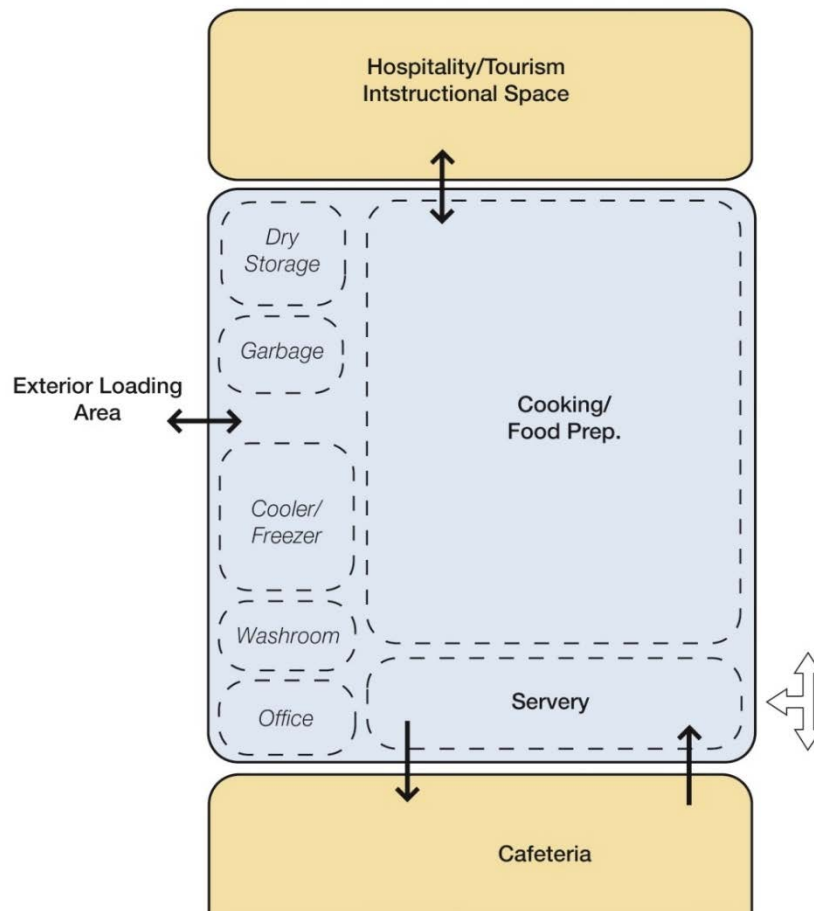 Hospitality/Tourism
Intstructional Space
Dry
Storage
Garbage
Exterior Loading
Area
Cooking/
Food Prep.
Cooler/
Freezer
Washroom
Office
Servery
Cafeteria